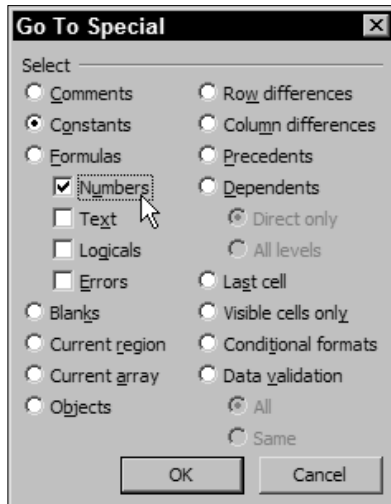 Go To Special
Select
Comments
Constants
Formulas
Numbers
Text
Logicals
Errors
Blanks
Current region
Current array
Objects
Row differences
Column differences
Precedents
Dependents
Direct only
All levels
Last cell
Visible cells only
Conditional formats
Data validation
All
Same
OK
Cancel